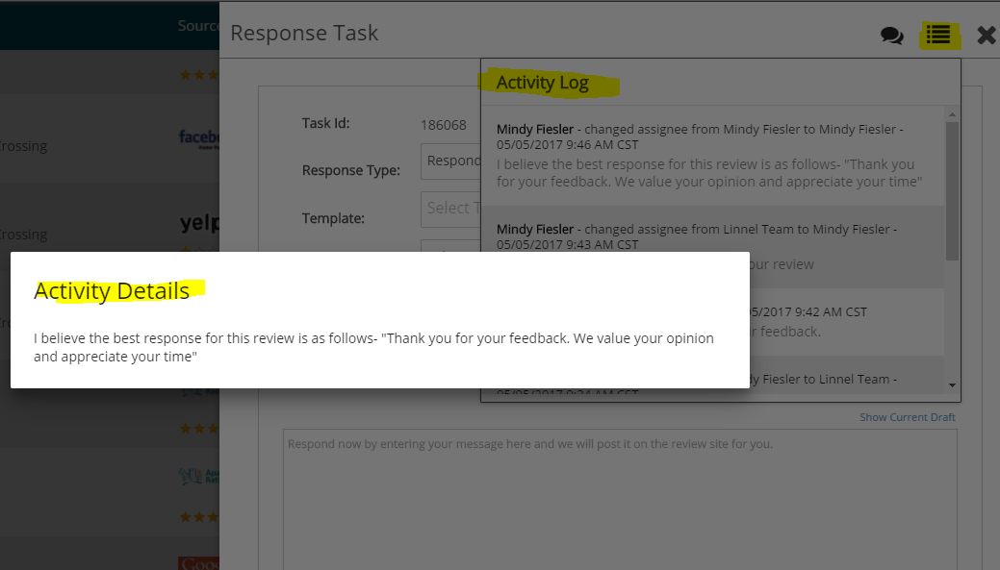 Source
Response Task
Activity Log
Task Id:
186068
Mindy Fiesler - changed assignee from Mindy Fiesler to Mindy Fiesler -
05/05/2017 9:46 AM CST
I believe the best response for this review is as follows- "Thank you
for your feedback. We value your opinion and appreciate your time"
Crossing
Response Type:
Respond
Template:
Select T
yelp
Crossing
Mindy Fiesler - changed assignee from Linnel Team to Mindy Fiesler -
05/05/2017 9:43 AM CST
ur review
Activity Details
I believe the best response for this review is as follows- "Thank you for your feedback. We value your opinion
and appreciate your time"
5/2017 9:42 AM CST
r feedback.
dy Fiesler to Linnel Team -
05/05/2017 9:34 AM CST
Show Current Draft
Respond now by entering your message here and we will post it on the review site for you.